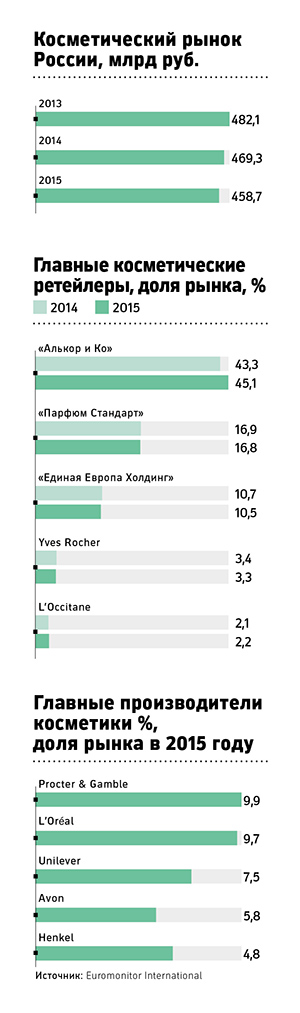 Косметический рынок
России, млрд руб.
2013
482,1
2014
469,3
2015
458,7
Главные косметические
ретейлеры, доля рынка, %
2014 2015
«Алькор и Ко»
43,3
45,1
«Парфюм Стандарт»
16,9
16,8
«Единая Европа Холдинг»
10,7
10,5
Yves Rocher
3,4
3,3
L’Occitane
2,1
2,2
Главные производители
косметики %,
доля рынка в 2015 году
Procter & Gamble
9,9
L’Oréal
9,7
Unilever
7,5
Avon
5,8
Henkel
4,8
Источник: Euromonitor International